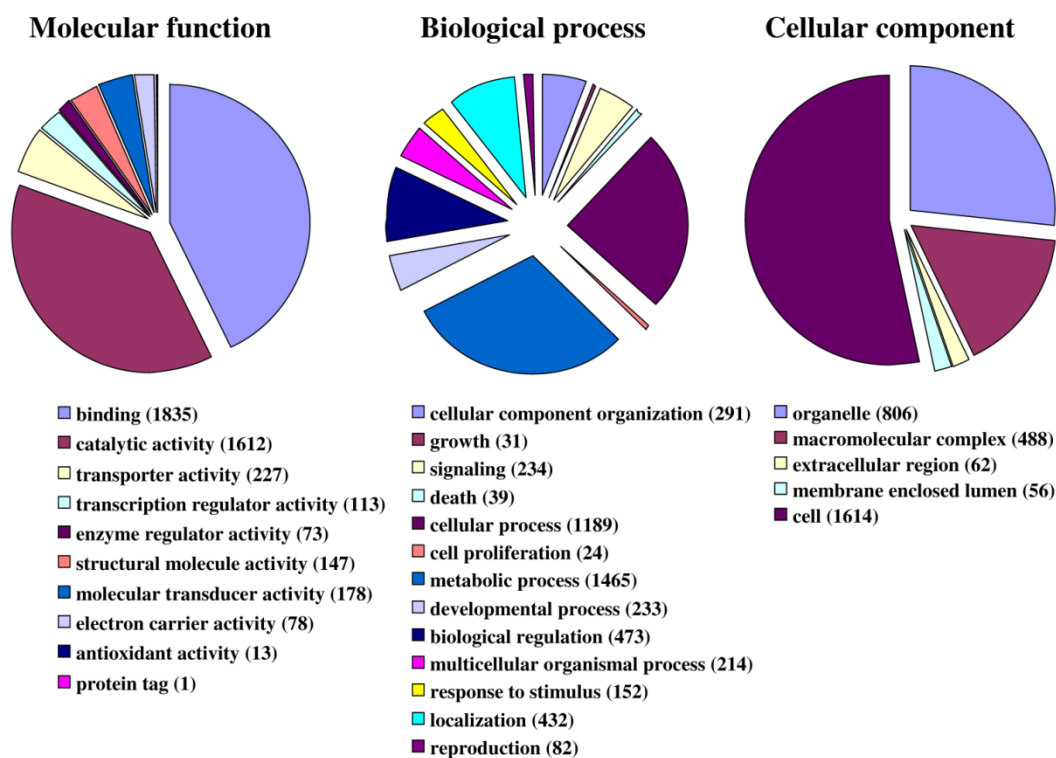 Molecular function
Biological process
Cellular component
binding (1835)
catalytic activity (1612)
transporter activity (227)
transcription regulator activity (113)
enzyme regulator activity (73)
structural molecule activity (147)
molecular transducer activity (178)
electron carrier activity (78)
antioxidant activity (13)
protein tag (1)
cellular component organization (291)
growth (31)
signaling (234)
death (39)
cellular process (1189)
cell proliferation (24)
metabolic process (1465)
developmental process (233)
biological regulation (473)
multicellular organismal process (214)
response to stimulus (152)
localization (432)
reproduction (82)
organelle (806)
macromolecular complex (488)
extracellular region (62)
membrane enclosed lumen (56)
cell (1614)